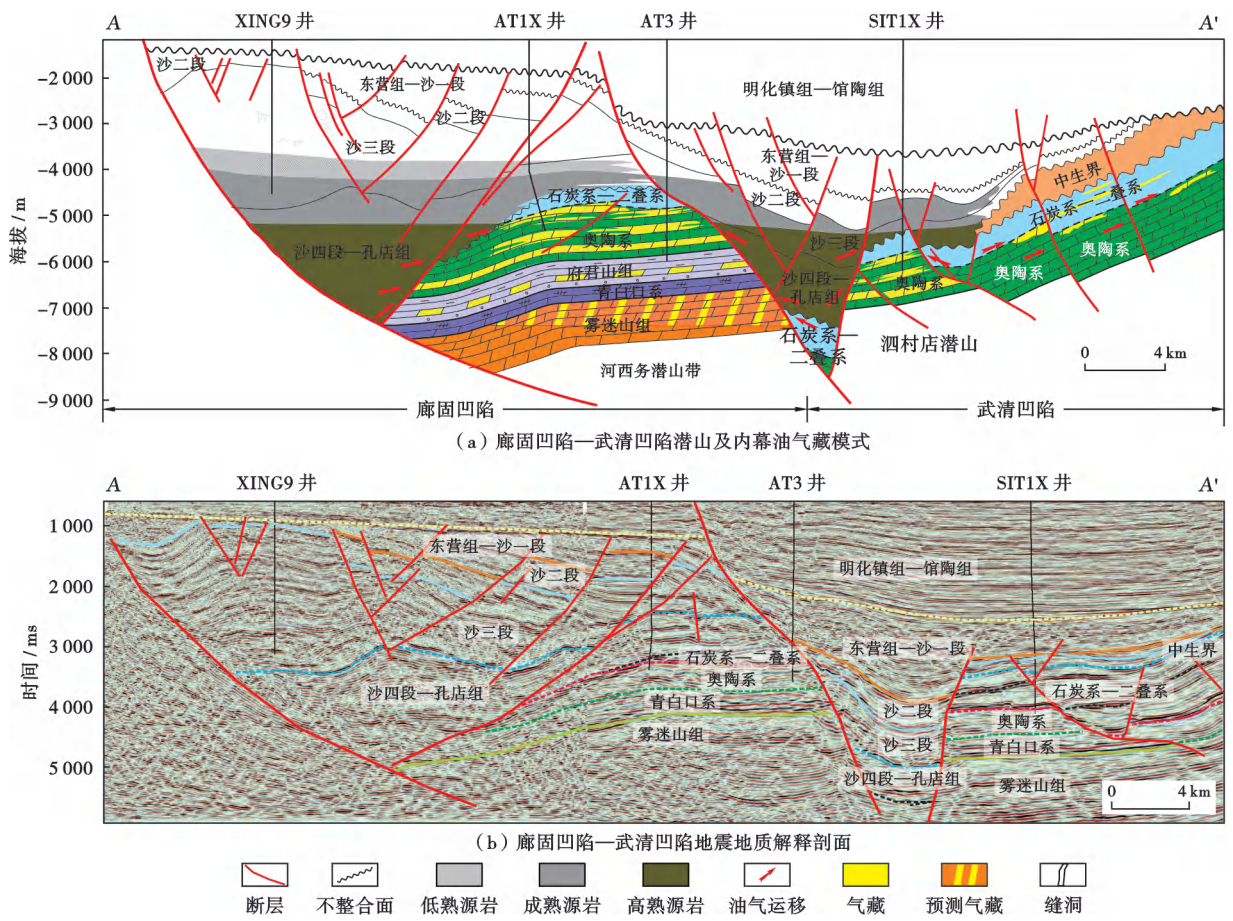 A XING9 井 AT1X 井 AT3 井 SIT1X 井 A'
海拔 / m
-2 000
-3 000
-4 000
-5 000
-6 000
-7 000
-8 000
-9 000
沙二段
东营组—沙一段
沙二段
沙三段
明化镇组—馆陶组
东营组—
沙一段
沙二段
沙三段
中生界
石炭系—二叠系
石炭系—二叠系
沙四段—孔店组
奥陶系
府君山组
青白口系
雾迷山组
沙四段—
孔店组
奥陶系
奥陶系
奥陶系
石炭系—
二叠系
泗村店潜山
河西务潜山带
0 4 km
廊固凹陷 武清凹陷
(a) 廊固凹陷—武清凹陷潜山及内幕油气藏模式
A XING9 井 AT1X 井 AT3 井 SIT1X 井 A'
时间 / ms
1 000
2 000
3 000
4 000
5 000
东营组—沙一段
沙二段
沙三段
明化镇组—馆陶组
东营组—沙一段
中生界
石炭系—二叠系
石炭系—二叠系
沙四段—孔店组
奥陶系
青白口系
雾迷山组
沙二段
沙三段
沙四段—孔店组
奥陶系
青白口系
雾迷山组
0 4 km
(b) 廊固凹陷—武清凹陷地震地质解释剖面
断层 不整合面 低熟源岩 成熟源岩 高熟源岩 油气运移 气藏 预测气藏 缝洞